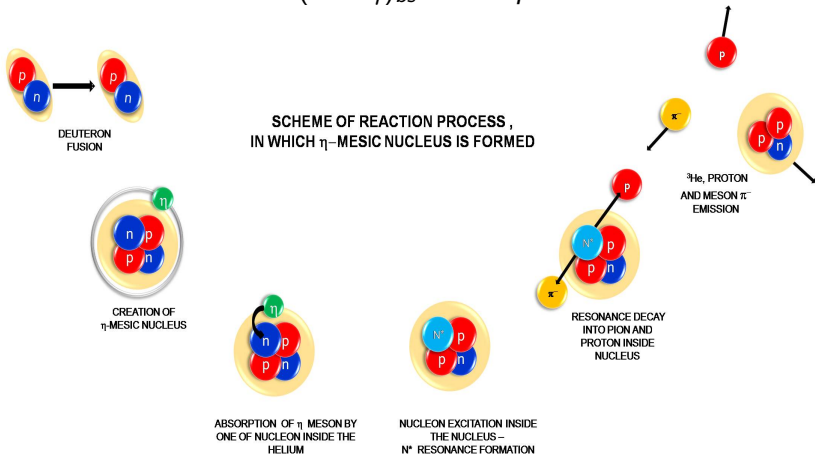 SCHEME OF REACTION PROCESS ,
IN WHICH η–MESIC NUCLEUS IS FORMED
p
n
p
n
DEUTERON
FUSION
η
n
p
p
n
CREATION OF
η-MESIC NUCLEUS
η
n
p
p
n
ABSORPTION OF η MESON BY
ONE OF NUCLEON INSIDE THE
HELIUM
N*
p
p
n
NUCLEON EXCITATION INSIDE
THE NUCLEUS –
N* RESONANCE FORMATION
p
N*
p
p
n
π⁻
RESONANCE DECAY
INTO PION AND
PROTON INSIDE
NUCLEUS
p
π⁻
p
p
n
³He, PROTON
AND MESON π⁻
EMISSION